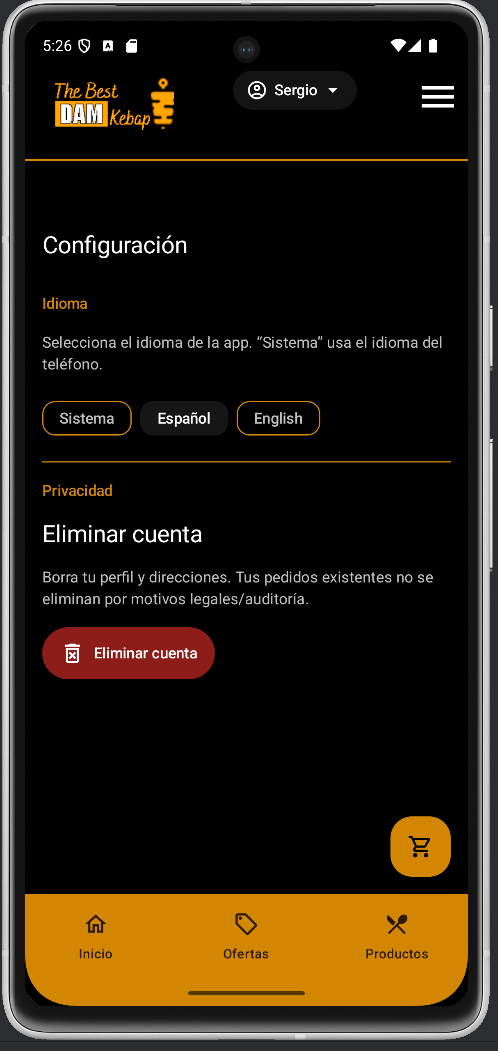 5:26
The Best
DAM Kebap
Sergio
Configuración
Idioma
Selecciona el idioma de la app. “Sistema” usa el idioma del
teléfono.
Sistema Español English
Privacidad
Eliminar cuenta
Borra tu perfil y direcciones. Tus pedidos existentes no se
eliminan por motivos legales/auditoría.
Eliminar cuenta
Inicio Ofertas Productos